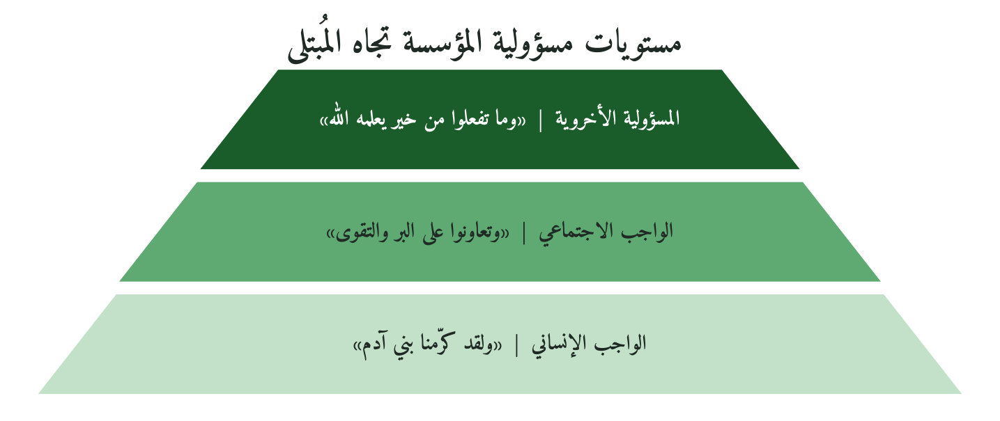 مستويات مسؤولية المؤسسة تجاه المُبتلى
المسؤولية الأخروية | «وما تفعلوا من خير يعلمه الله»
الواجب الاجتماعي | «وتعاونوا على البر والتقوى»
الواجب الإنساني | «ولقد كرّمنا بني آدم»